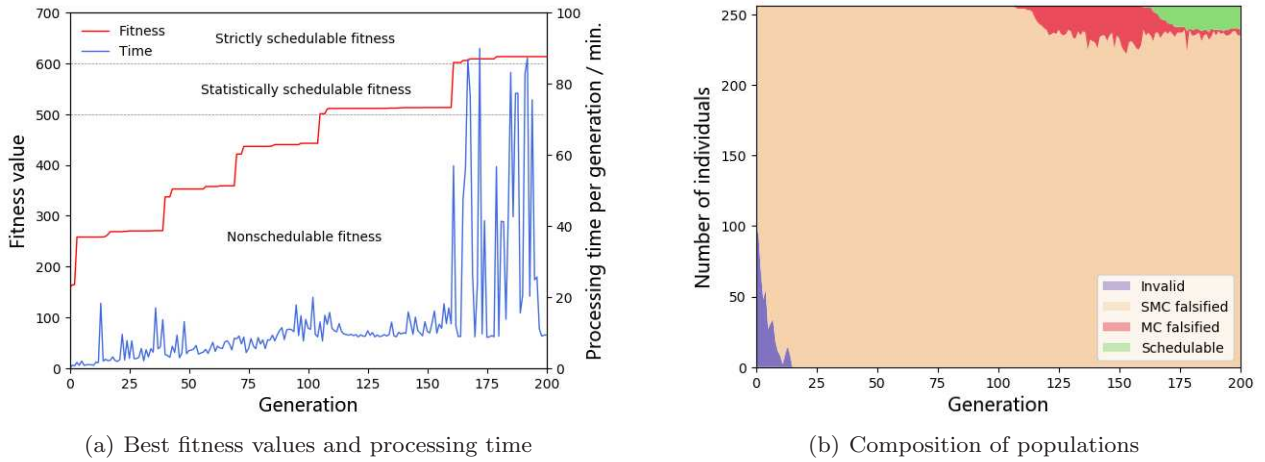 Fitness
Time
Strictly schedulable fitness
Statistically schedulable fitness
Nonschedulable fitness
Fitness value
700
600
500
400
300
200
100
0
Processing time per generation / min.
100
80
60
40
20
0
0 25 50 75 100 125 150 175 200
Generation
(a) Best fitness values and processing time
Number of individuals
250
200
150
100
50
0
Invalid
SMC falsified
MC falsified
Schedulable
0 25 50 75 100 125 150 175 200
Generation
(b) Composition of populations